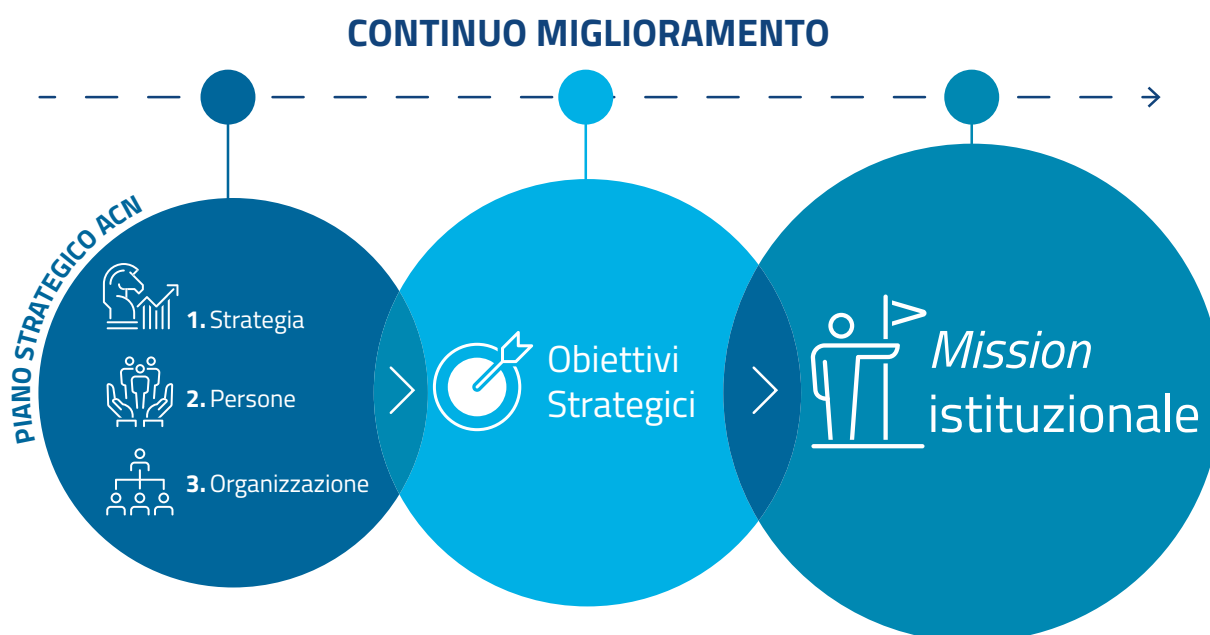 CONTINUO MIGLIORAMENTO
PIANO STRATEGICO ACN
1. Strategia
2. Persone
3. Organizzazione
Obiettivi
Strategici
Mission
istituzionale